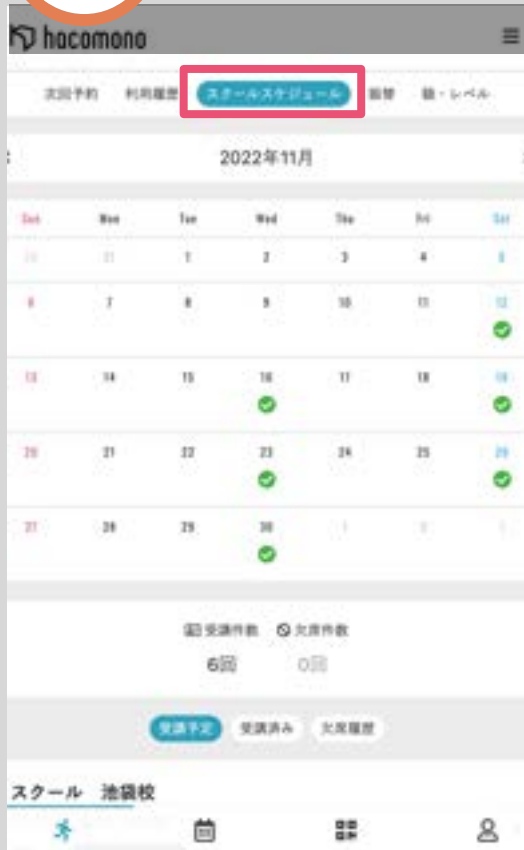 hacomono
次回予約 利用履歴 スクールスケジュール 振替 級・レベル
2022年11月
Sun Mon Tue Wed Thu Fri Sat
30 31 1 2 3 4 5
6 7 8 9 10 11 12
13 14 15 16 17 18 19
20 21 22 23 24 25 26
27 28 29 30 1 2 3
受講件数 欠席件数
6回 0回
受講予定 受講済み 欠席履歴
スクール 池袋校